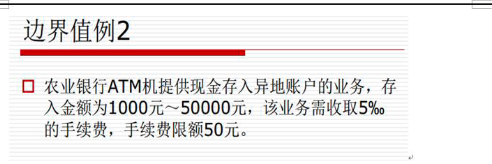 边界值例2
农业银行ATM机提供现金存入异地账户的业务，存
入金额为1000元～50000元，该业务需收取5‰
的手续费，手续费限额50元。